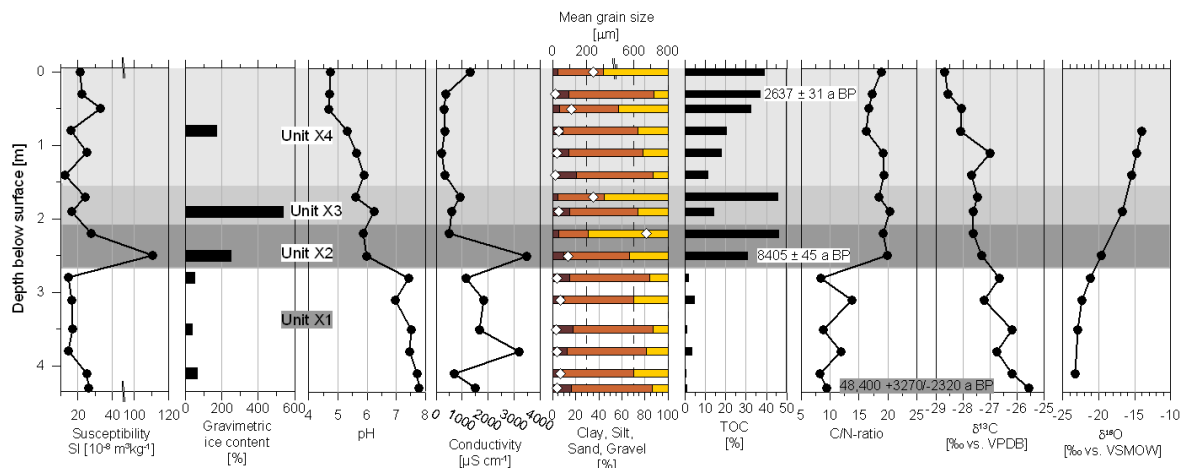 Mean grain size
[µm]
0 300 600 800
Depth below surface [m]
0
1
2
3
4
Unit X4
Unit X3
Unit X2
Unit X1
2637 ± 31 a BP
8405 ± 45 a BP
48,400 +3270/-2320 a BP
20 40 120
Susceptibility
SI [10⁻⁸ m³kg⁻¹]
0 200 400 600
Gravimetric
ice content
[%]
4 5 6 7 8
pH
0 1000 2000 3000 4000
Conductivity
[µS cm⁻¹]
0 20 40 60 80 100
Clay, Silt,
Sand, Gravel
[%]
0 10 20 30 40 50
TOC
[%]
5 10 15 20 25
C/N-ratio
-29 -28 -27 -26 -25
δ¹³C
[‰ vs. VPDB]
-25 -20 -15 -10
δ¹⁸O
[‰ vs. VSMOW]